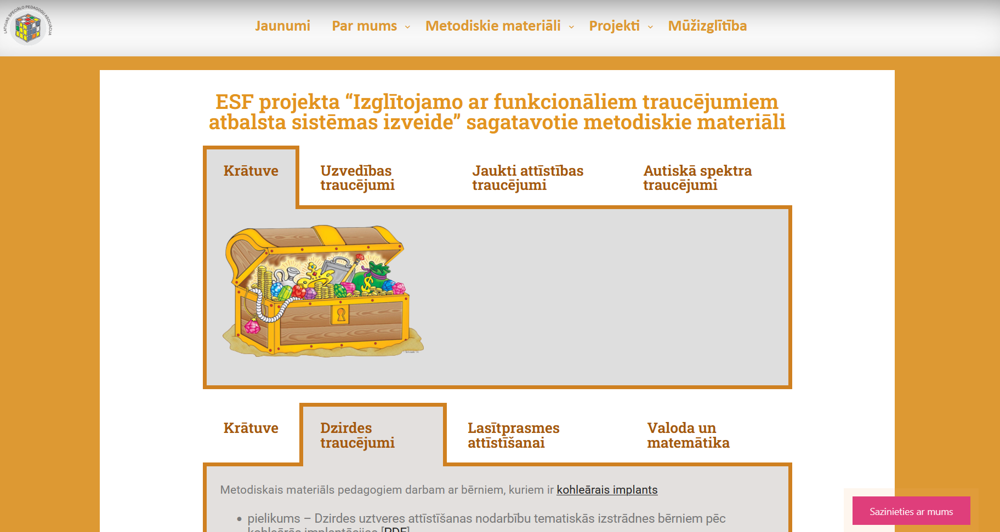 LATVIJAS SPECIĀLO PEDAGOGU ASOCIĀCIJA
Jaunumi Par mums Metodiskie materiāli Projekti Mūžizglītība
ESF projekta “Izglītojamo ar funkcionāliem traucējumiem
atbalsta sistēmas izveide” sagatavotie metodiskie materiāli
Krātuve
Uzvedības
traucējumi
Jaukti attīstības
traucējumi
Autiskā spektra
traucējumi
Krātuve
Dzirdes
traucējumi
Lasītprasmes
attīstīšanai
Valoda un
matemātika
Metodiskais materiāls pedagogiem darbam ar bērniem, kuriem ir kohleārais implants
• pielikums – Dzirdes uztveres attīstīšanas nodarbību tematiskās izstrādnes bērniem pēc
kohleārās implantācijas [PDF]
Sazinieties ar mums